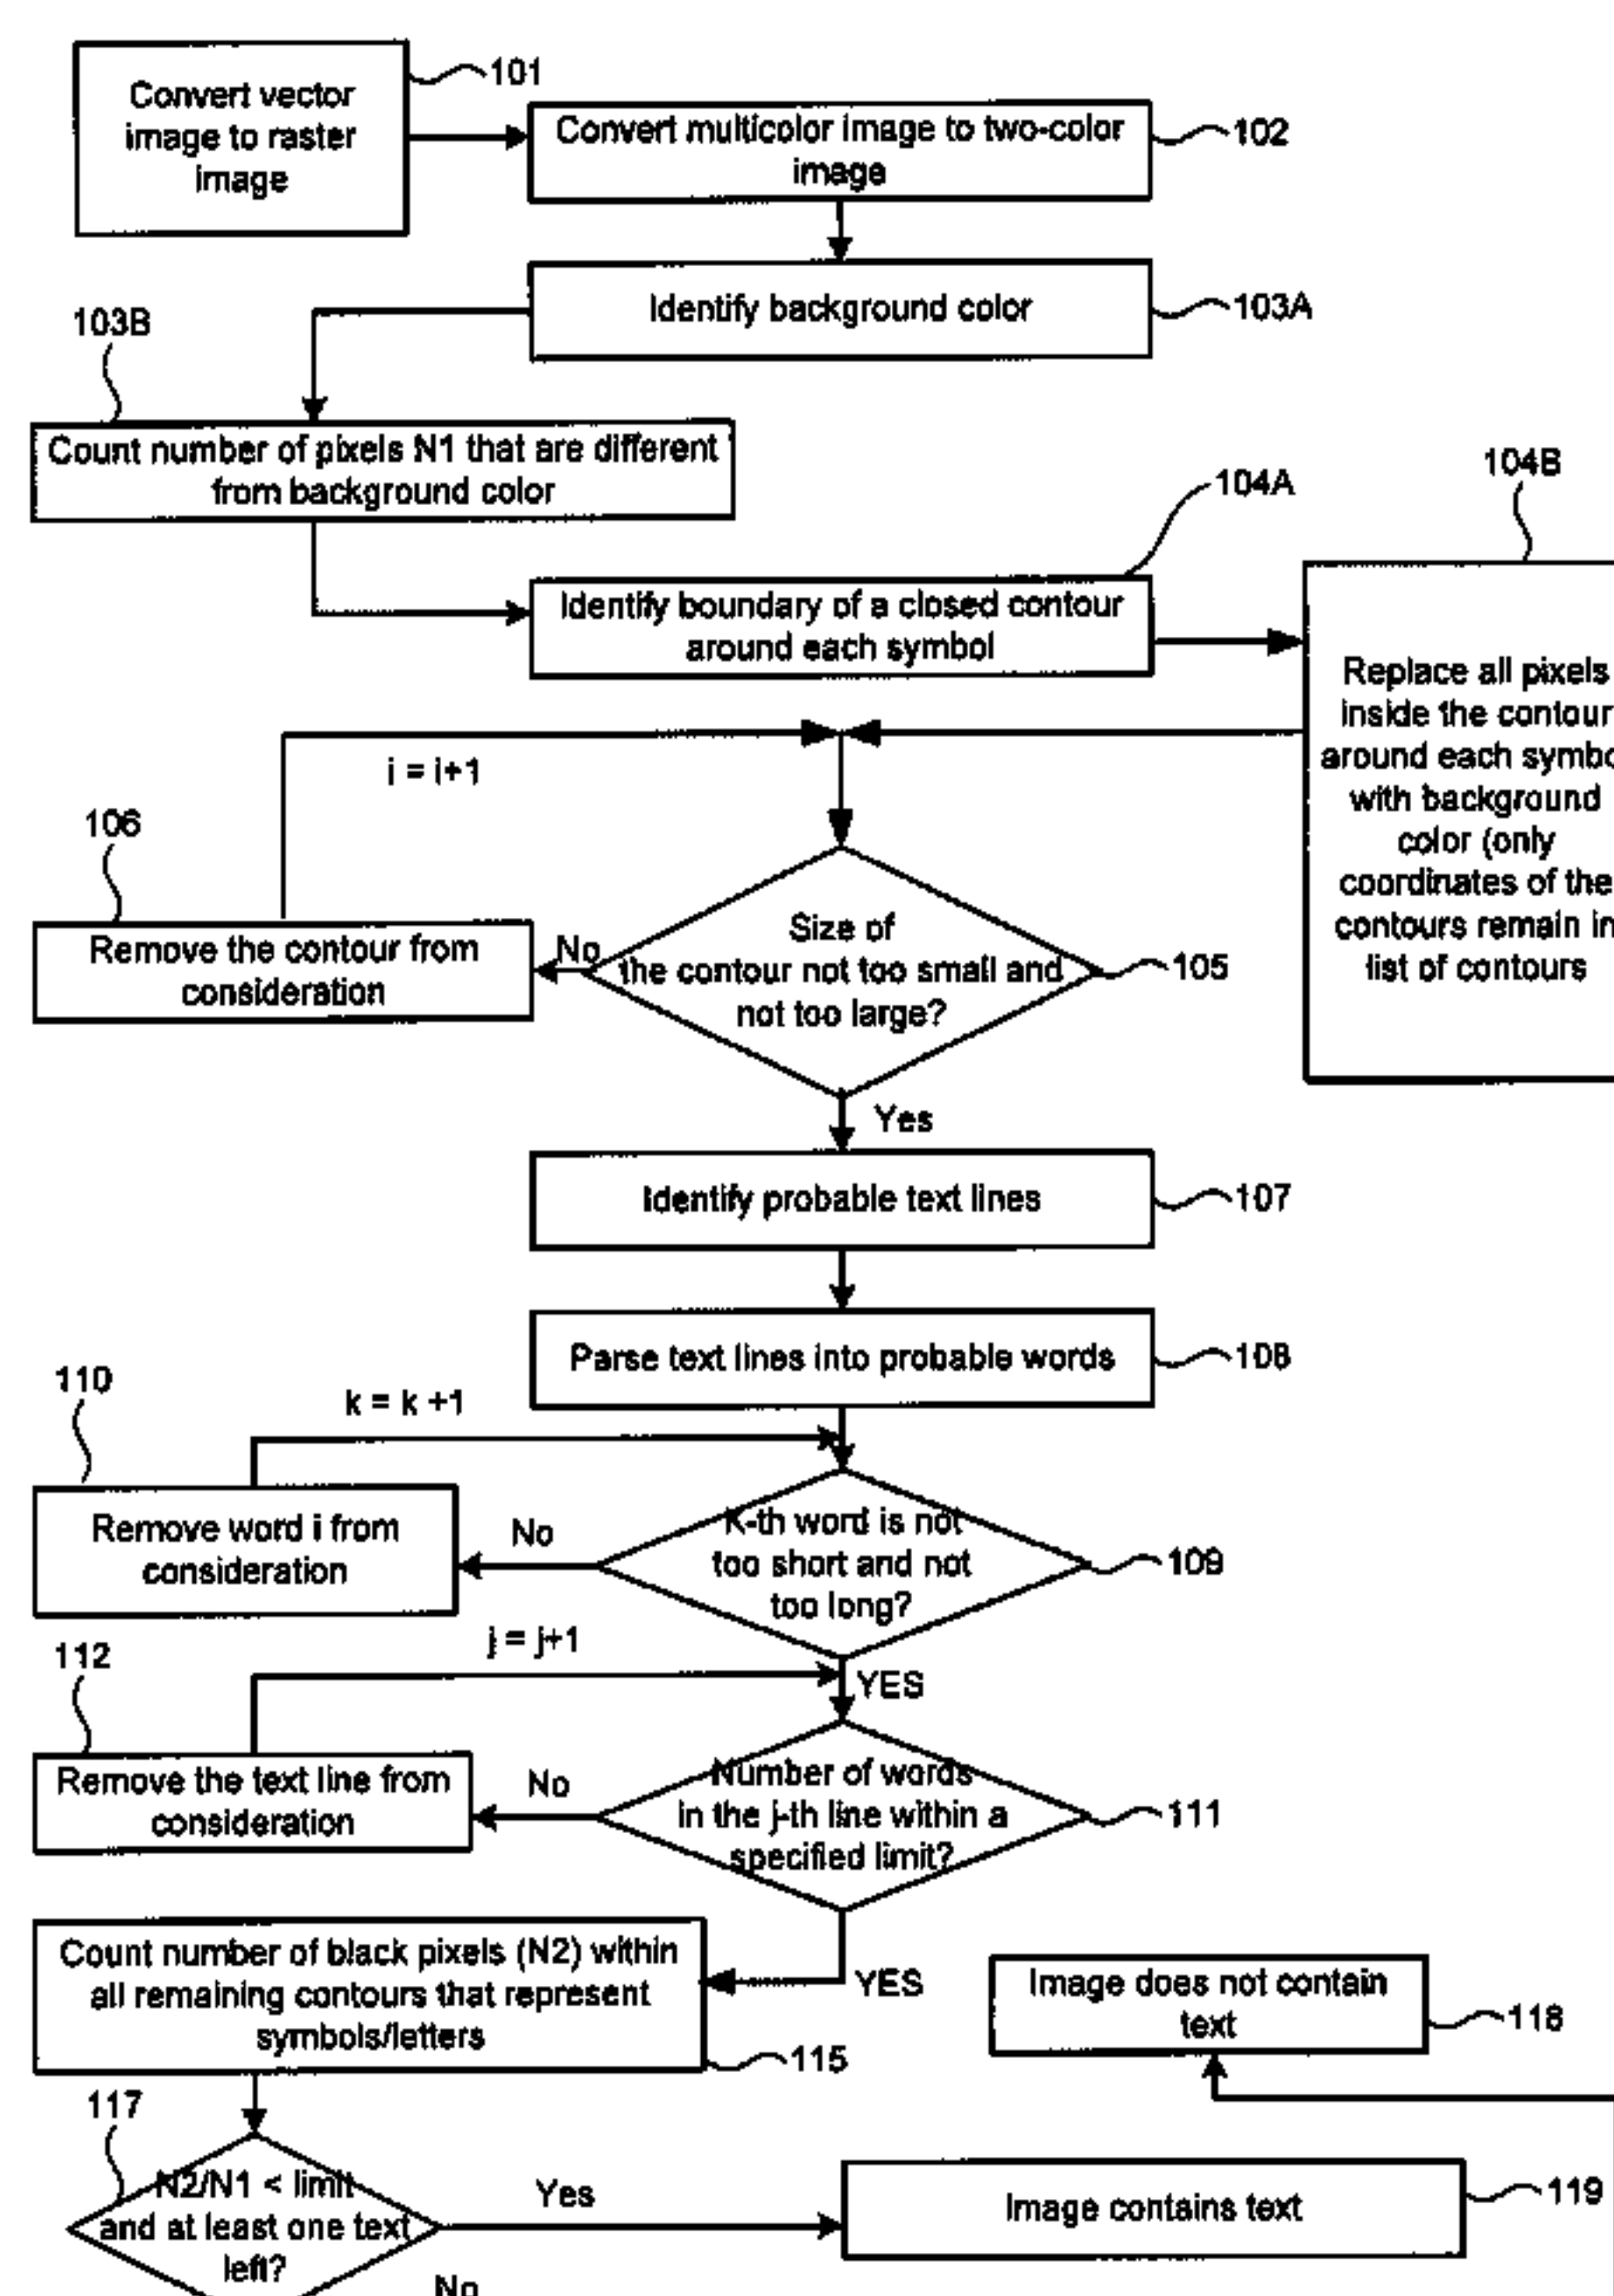 Convert vector
image to raster
image
101
Convert multicolor image to two-color
image
102
Identify background color
103A
103B
Count number of pixels N1 that are different
from background color
104A
Identify boundary of a closed contour
around each symbol
104B
Replace all pixels
inside the contour
around each symbo
with background
color (only
coordinates of the
contours remain in
list of contours
i = i+1
106
Remove the contour from
consideration
No
Size of
the contour not too small and
not too large?
105
Yes
Identify probable text lines
107
Parse text lines into probable words
108
110
k = k +1
Remove word i from
consideration
No
K-th word is not
too short and not
too long?
109
j = j+1
YES
112
Remove the text line from
consideration
No
Number of words
in the j-th line within a
specified limit?
111
YES
Count number of black pixels (N2) within
all remaining contours that represent
symbols/letters
115
Image does not contain
text
118
117
N2/N1 < limit
and at least one text
left?
Yes
Image contains text
119
No